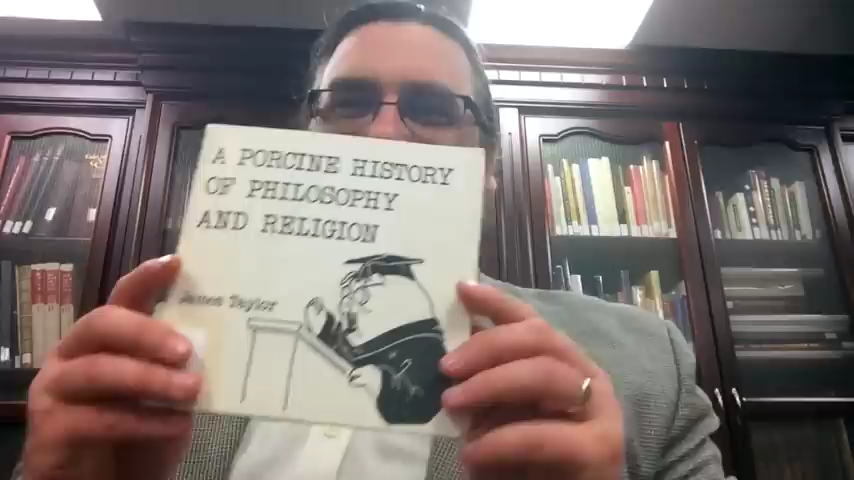 A PORCINE HISTORY
OF PHILOSOPHY
AND RELIGION
James Taylor